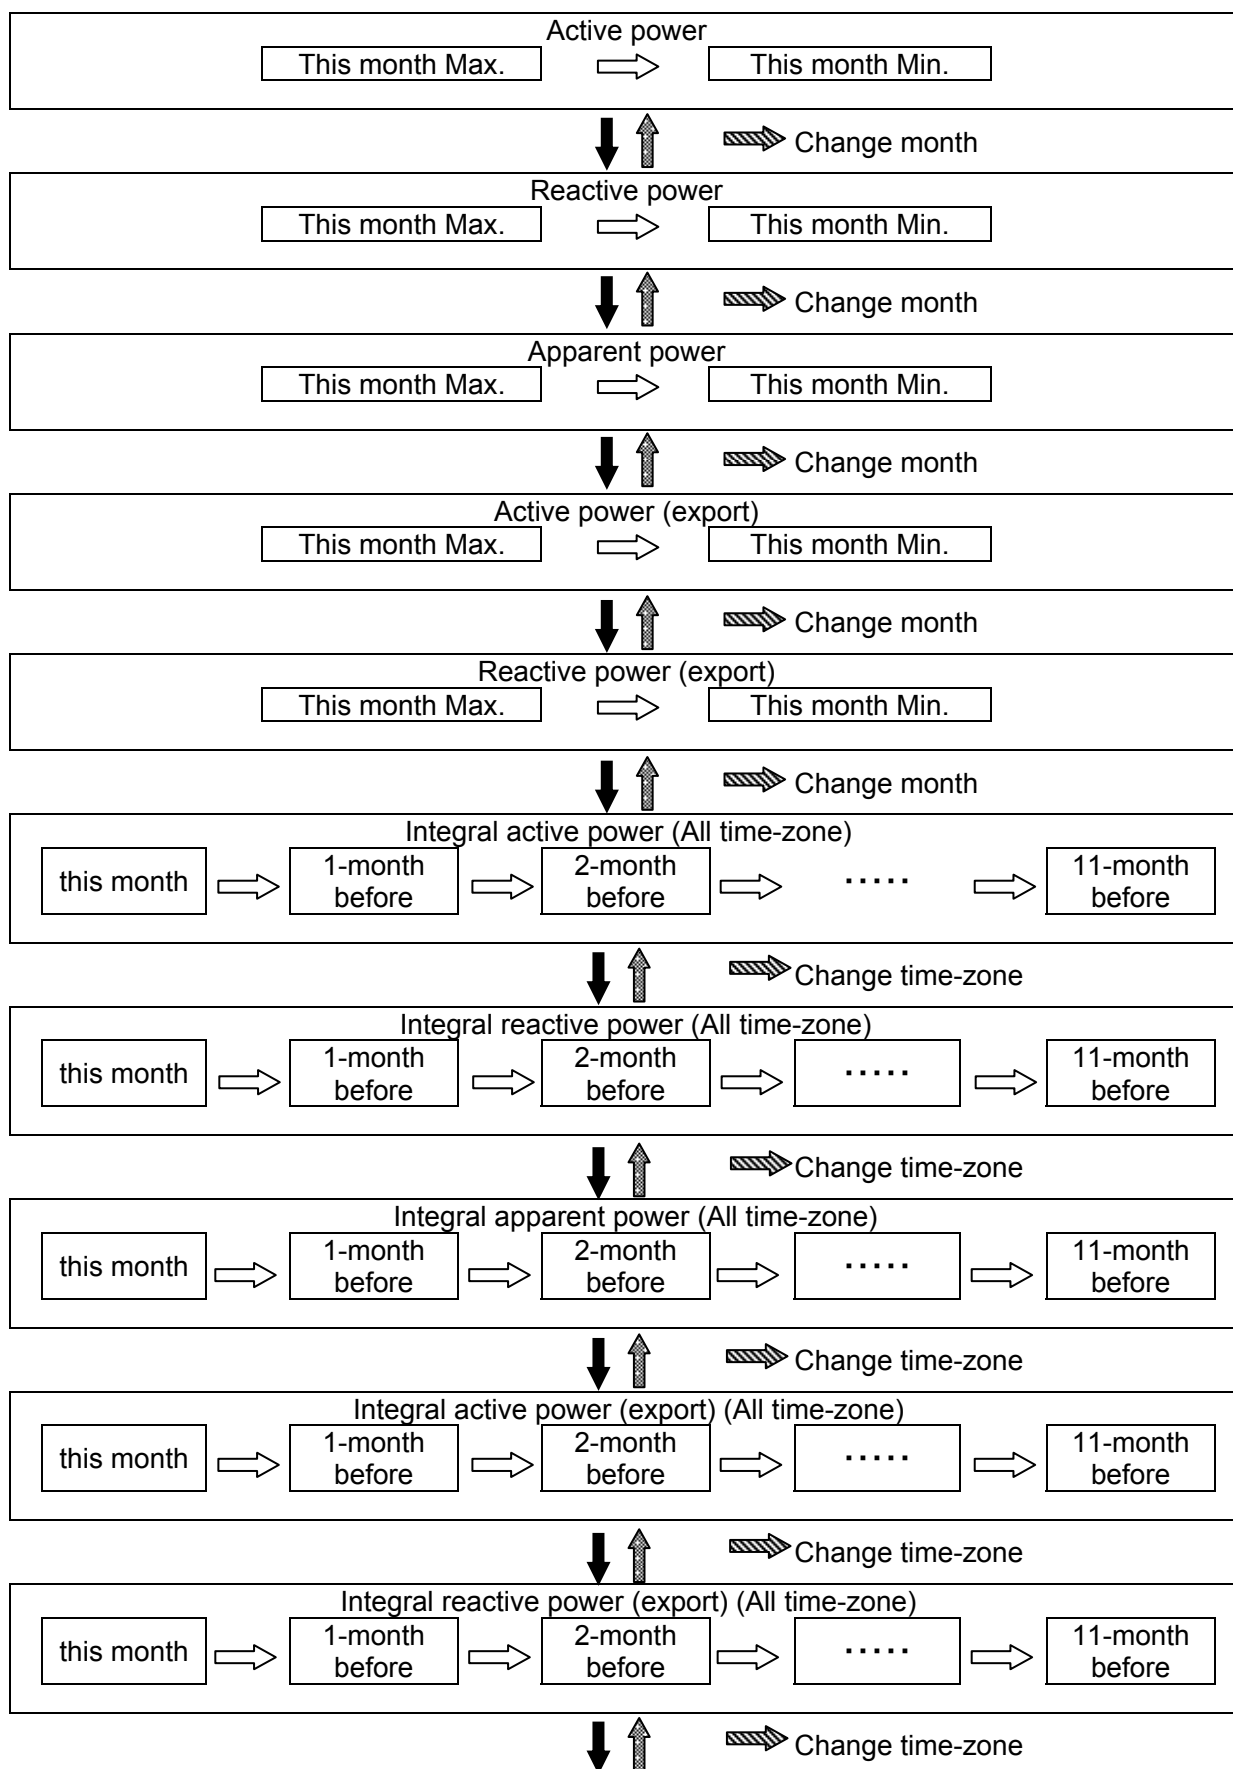 Active power
This month Max. This month Min.
Change month
Reactive power
This month Max. This month Min.
Change month
Apparent power
This month Max. This month Min.
Change month
Active power (export)
This month Max. This month Min.
Change month
Reactive power (export)
This month Max. This month Min.
Change month
Integral active power (All time-zone)
this month
1-month
before
2-month
before
.....
11-month
before
Change time-zone
Integral reactive power (All time-zone)
this month
1-month
before
2-month
before
.....
11-month
before
Change time-zone
Integral apparent power (All time-zone)
this month
1-month
before
2-month
before
.....
11-month
before
Change time-zone
Integral active power (export) (All time-zone)
this month
1-month
before
2-month
before
.....
11-month
before
Change time-zone
Integral reactive power (export) (All time-zone)
this month
1-month
before
2-month
before
.....
11-month
before
Change time-zone